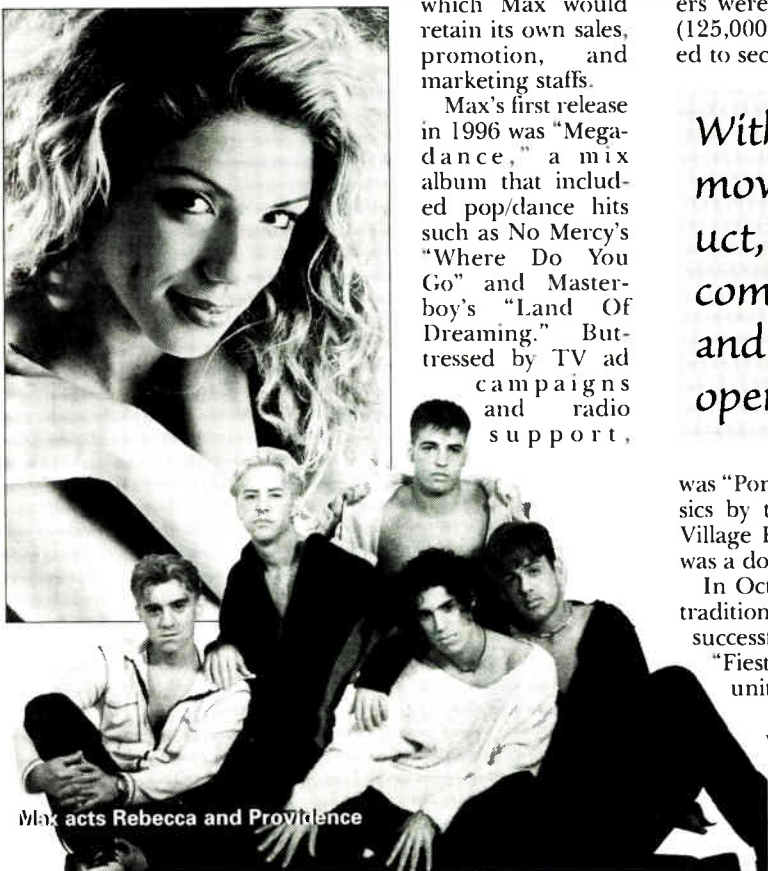 which Max would
retain its own sales,
promotion, and
marketing staffs.
Max's first release
in 1996 was "Mega-
dance," a mix
album that includ-
ed pop/dance hits
such as No Mercy's
"Where Do You
Go" and Master-
boy's "Land Of
Dreaming." But-
tressed by TV ad
campaigns
and radio
support,
Max acts Rebecca and Providence
ers were
(125,000
ed to sec
With
mov
uct,
com
and
oper
was "Por
sics by t
Village
was a do
In Oct
tradition
success
"Fiest
unit